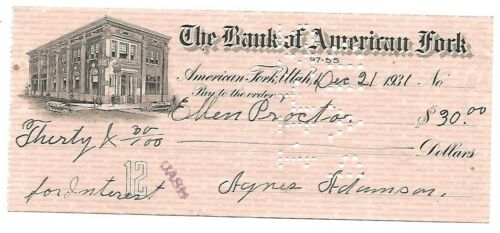 The Bank of American Fork
97-55
American Fork, Utah, Dec 21 1931 No
Pay to the order of Ellen Proctor $30.00
Thirty & 00/100 Dollars
12 CASH
for Interest Agnes Adamson.